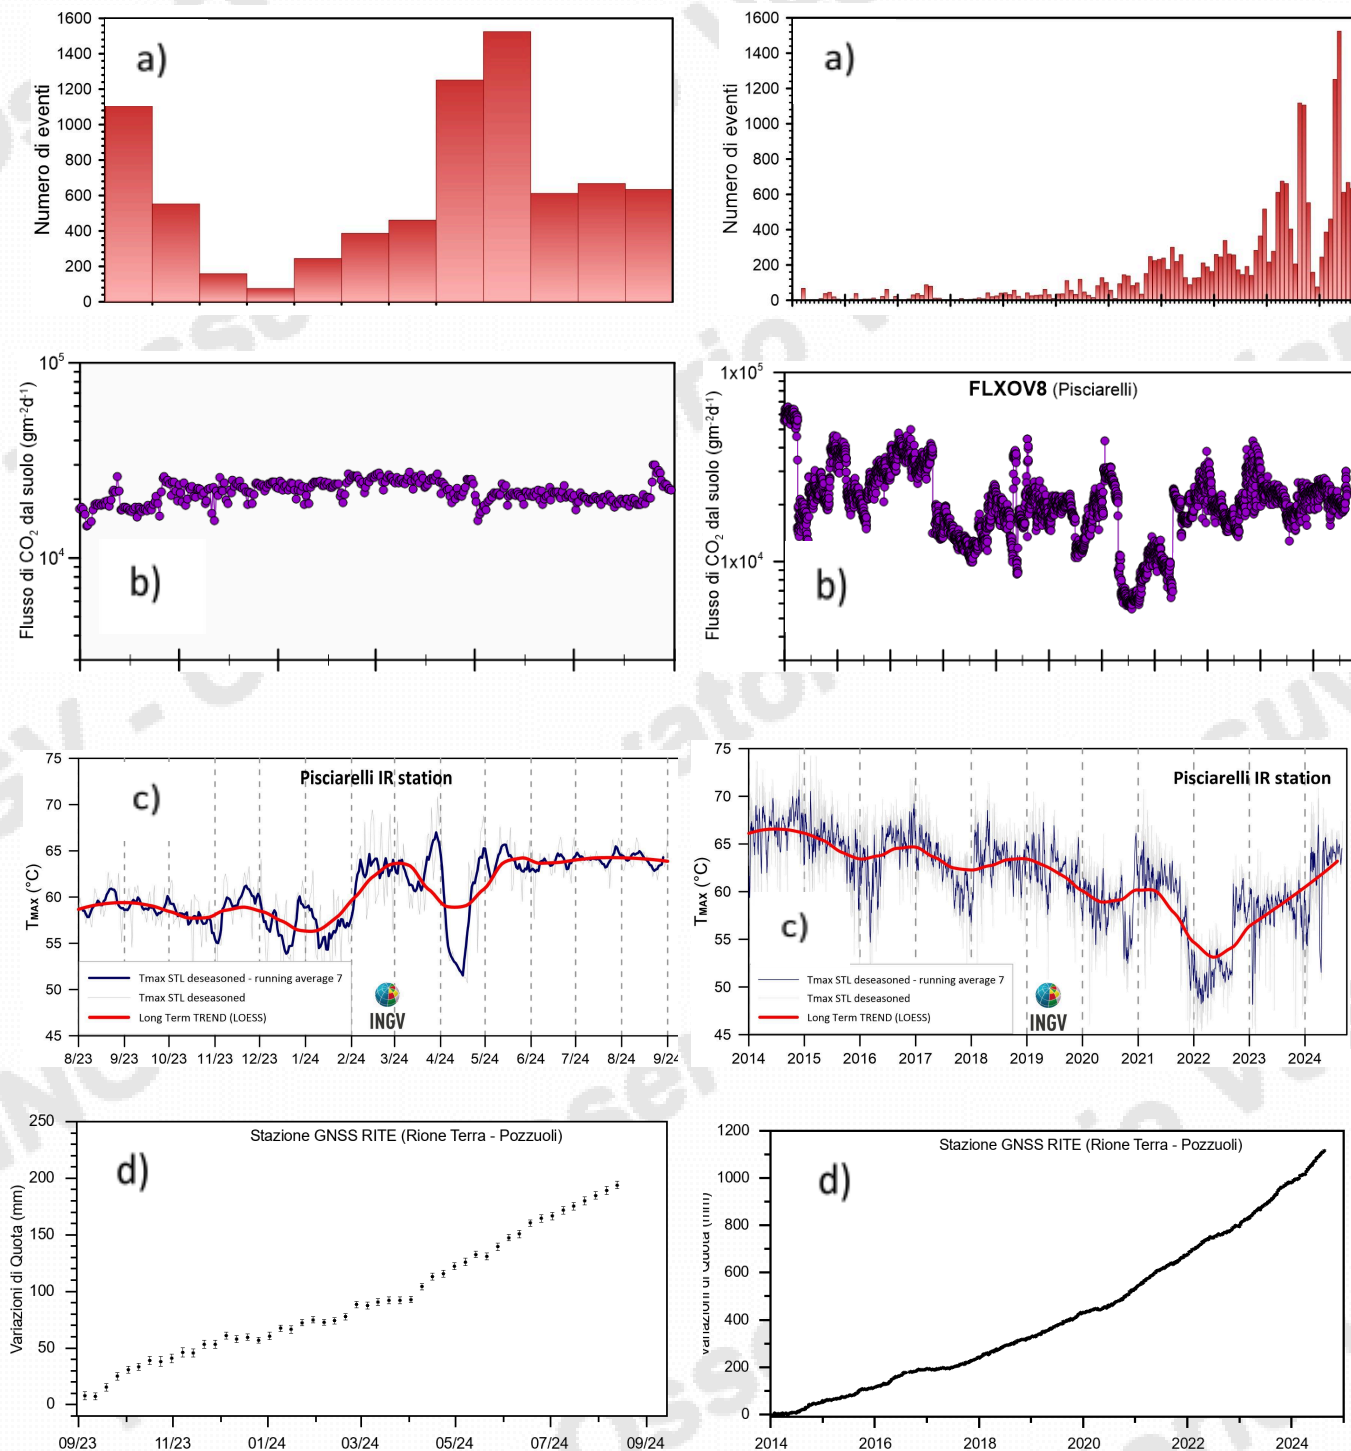 1600
1400
1200
1000
800
600
400
200
0
Numero di eventi
a)
1600
1400
1200
1000
800
600
400
200
0
Numero di eventi
a)
10⁵
10⁴
Flusso di CO₂ dal suolo (gm⁻²d⁻¹)
b)
1x10⁵
1x10⁴
Flusso di CO₂ dal suolo (gm⁻²d⁻¹)
FLXOV8 (Pisciarelli)
b)
75
70
65
60
55
50
45
TMAX (°C)
c)
Pisciarelli IR station
Tmax STL deseasoned - running average 7
Tmax STL deseasoned
Long Term TREND (LOESS)
INGV
8/23 9/23 10/23 11/23 12/23 1/24 2/24 3/24 4/24 5/24 6/24 7/24 8/24 9/24
75
70
65
60
55
50
45
TMAX (°C)
c)
Pisciarelli IR station
Tmax STL deseasoned - running average 7
Tmax STL deseasoned
Long Term TREND (LOESS)
INGV
2014 2015 2016 2017 2018 2019 2020 2021 2022 2023 2024
250
200
150
100
50
0
Variazioni di Quota (mm)
Stazione GNSS RITE (Rione Terra - Pozzuoli)
d)
09/23 11/23 01/24 03/24 05/24 07/24 09/24
1200
1000
800
600
400
200
0
Variazioni di Quota (mm)
Stazione GNSS RITE (Rione Terra - Pozzuoli)
d)
2014 2016 2018 2020 2022 2024